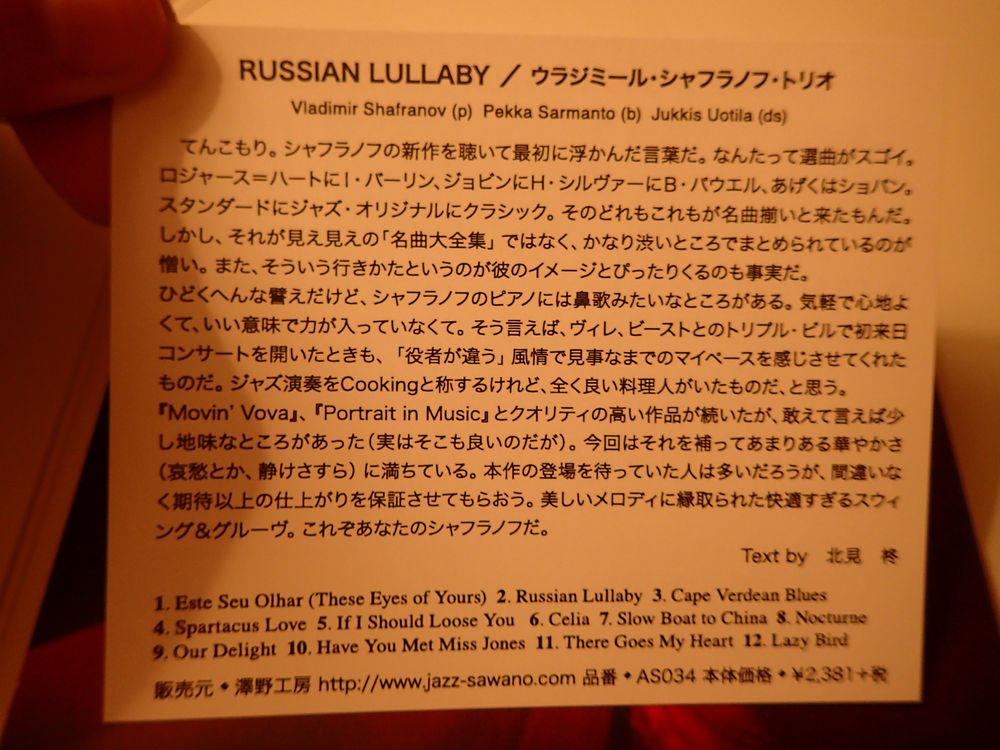 RUSSIAN LULLABY / ウラジミール・シャフラノフ・トリオ
Vladimir Shafranov (p) Pekka Sarmanto (b) Jukkis Uotila (ds)
てんこもり。シャフラノフの新作を聴いて最初に浮かんだ言葉だ。なんたって選曲がスゴイ。
ロジャース=ハートにI・バーリン、ジョビンにH・シルヴァーにB・パウエル、あげくはショパン。
スタンダードにジャズ・オリジナルにクラシック。そのどれもこれもが名曲揃いと来たもんだ。
しかし、それが見え見えの「名曲大全集」ではなく、かなり渋いところでまとめられているのが
憎い。また、そういう行きかたというのが彼のイメージとぴったりくるのも事実だ。
ひどくへんな譬えだけど、シャフラノフのピアノには鼻歌みたいなところがある。気軽で心地よ
くて、いい意味で力が入っていなくて。そう言えば、ヴィレ、ビーストとのトリプル・ビルで初来日
コンサートを開いたときも、「役者が違う」風情で見事なまでのマイペースを感じさせてくれた
ものだ。ジャズ演奏をCookingと称するけれど、全く良い料理人がいたものだ、と思う。
『Movin' Vova』、『Portrait in Music』とクオリティの高い作品が続いたが、敢えて言えば少
し地味なところがあった（実はそこも良いのだが）。今回はそれを補ってあまりある華やかさ
（哀愁とか、静けさすら）に満ちている。本作の登場を待っていた人は多いだろうが、間違いな
く期待以上の仕上がりを保証させてもらおう。美しいメロディに縁取られた快適すぎるスウィ
ング&グルーヴ。これぞあなたのシャフラノフだ。
Text by 北見 柊
1. Este Seu Olhar (These Eyes of Yours) 2. Russian Lullaby 3. Cape Verdean Blues
4. Spartacus Love 5. If I Should Loose You 6. Celia 7. Slow Boat to China 8. Nocturne
9. Our Delight 10. Have You Met Miss Jones 11. There Goes My Heart 12. Lazy Bird
販売元◆澤野工房 http://www.jazz-sawano.com 品番◆AS034 本体価格◆¥2,381+税